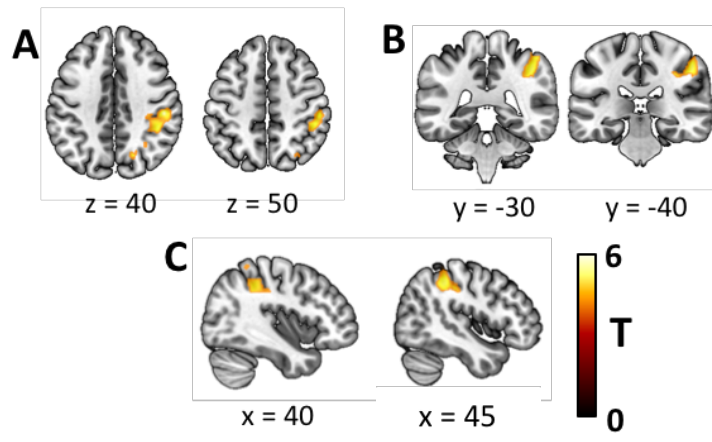 A
z = 40
z = 50
B
y = -30
y = -40
C
x = 40
x = 45
6
T
0